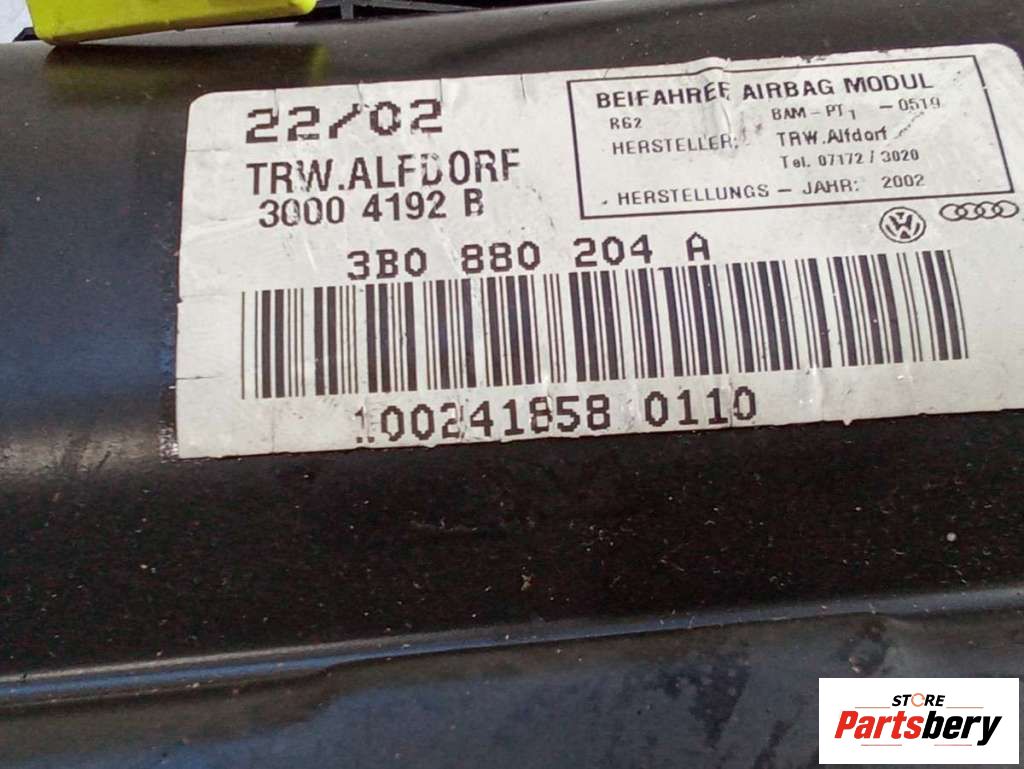 22/02
TRW.ALFDORF
3000 4192 B
BEIFAHRER AIRBAG MODUL
R62 BAM-PT1 -0519
HERSTELLER: TRW.Alfdorf
Tel. 07172/3020
HERSTELLUNGS - JAHR: 2002
3B0 880 204 A
100241858 0110
STORE
Partsbery